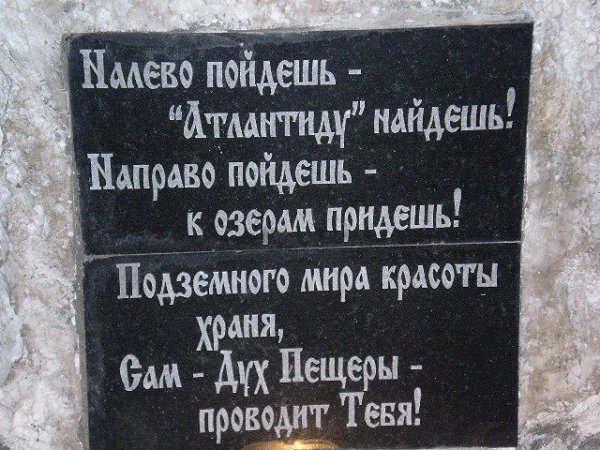 Налево пойдешь -
"Атлантиду" найдешь!
Направо пойдешь -
к озерам придешь!
Подземного мира красоты
храня,
Сам - Дух Пещеры -
проводит Тебя!